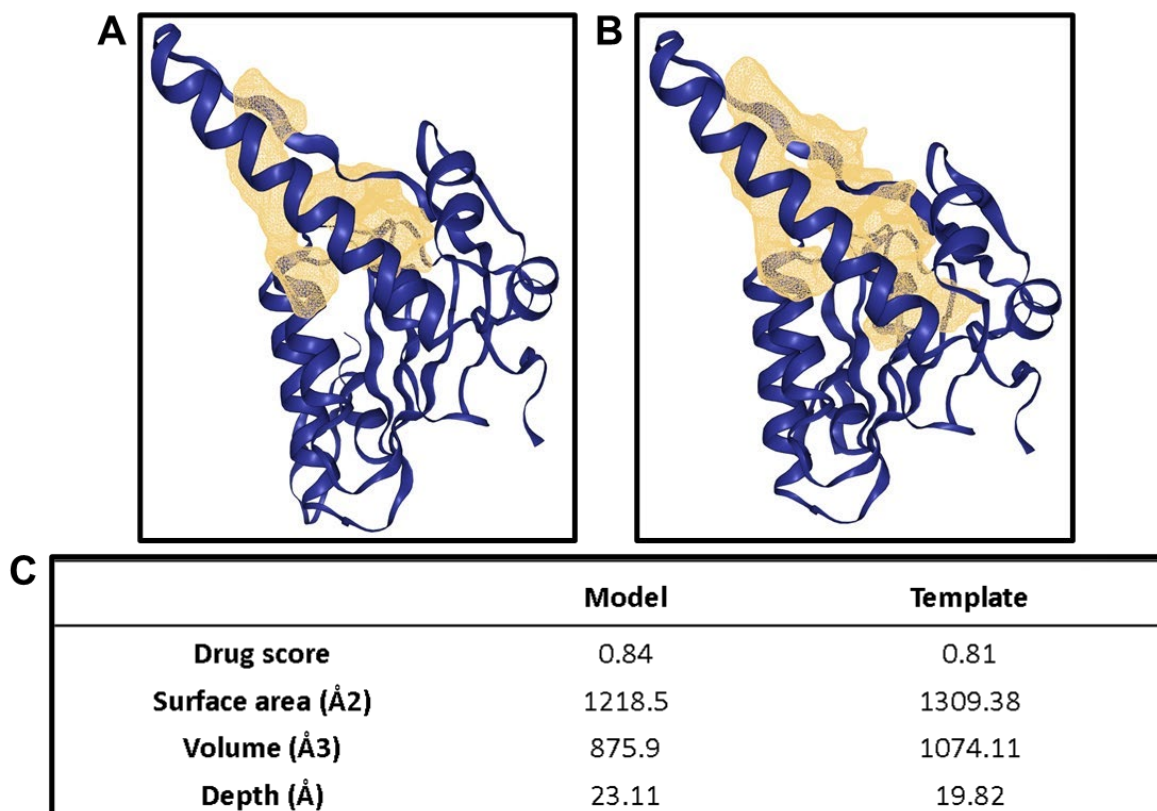 A B
C
Model Template
Drug score 0.84 0.81
Surface area (Å2) 1218.5 1309.38
Volume (Å3) 875.9 1074.11
Depth (Å) 23.11 19.82